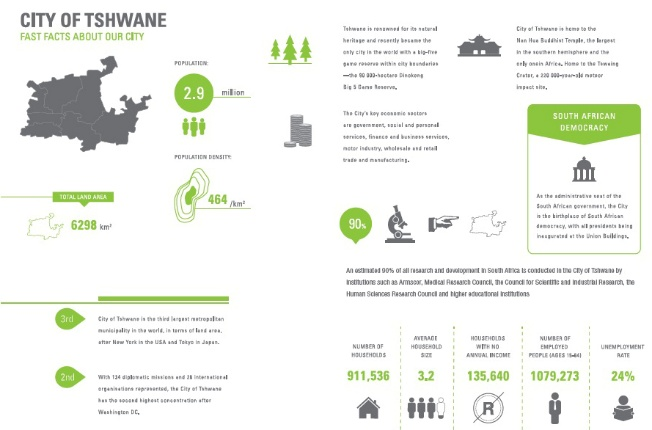 CITY OF TSHWANE
FAST FACTS ABOUT OUR CITY
POPULATION:
2.9 million
POPULATION DENSITY:
464 /km²
TOTAL LAND AREA
6298 km²
3rd
City of Tshwane is the third largest metropolitan
municipality in the world, in terms of land area,
after New York in the USA and Tokyo in Japan.
2nd
With 134 diplomatic missions and 26 international
organisations represented, the City of Tshwane
has the second highest concentration after
Washington DC.
Tshwane is renowned for its natural
heritage and recently became the
only city in the world with a big-five
game reserve within city boundaries
—the 90 000-hectare Dinokeng
Big 5 Game Reserve.
The City's key economic sectors
are government, social and personal
services, finance and business services,
motor industry, wholesale and retail
trade and manufacturing.
City of Tshwane is home to the
Nan Hua Buddhist Temple, the largest
in the southern hemisphere and the
only one in Africa. Home to the Tswaing
Crater, a 220 000-year-old meteor
impact site.
SOUTH AFRICAN
DEMOCRACY
As the administrative seat of the
South African government, the City
is the birthplace of South African
democracy, with all presidents being
inaugurated at the Union Buildings.
90%
An estimated 90% of all research and development in South Africa is conducted in the City of Tshwane by
institutions such as Armscor, Medical Research Council, the Council for Scientific and Industrial Research, the
Human Sciences Research Council and higher educational institutions
NUMBER OF
HOUSEHOLDS
911,536
AVERAGE
HOUSEHOLD
SIZE
3,2
HOUSEHOLDS
WITH NO
ANNUAL INCOME
135,640
R
NUMBER OF
EMPLOYED
PEOPLE (AGES 15-64)
1079,273
UNEMPLOYMENT
RATE
24%